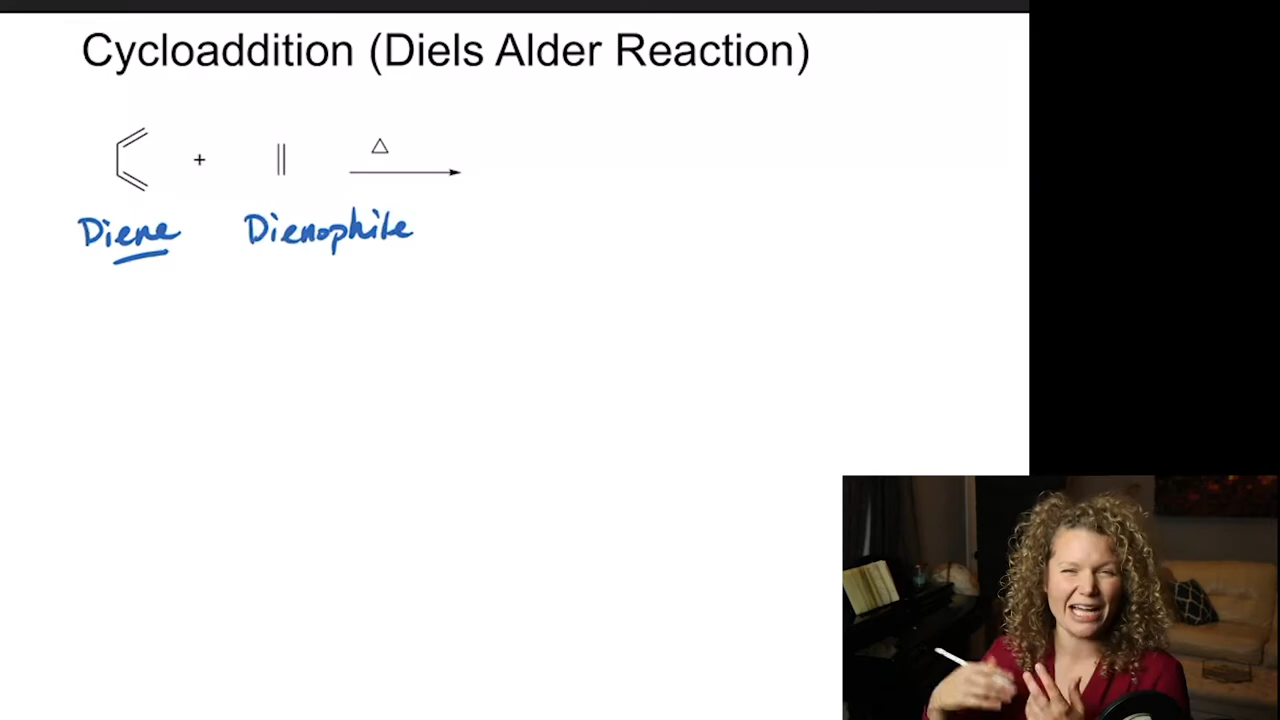 Cycloaddition (Diels Alder Reaction)
+ △
Diene Dienophile